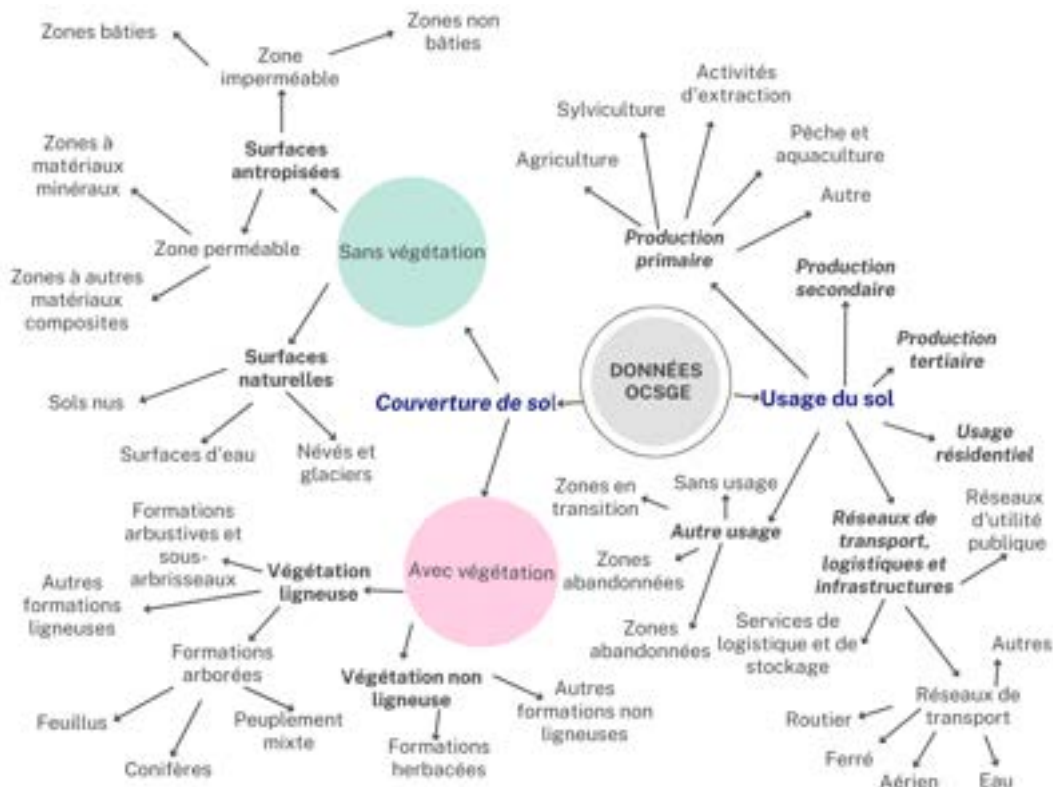 Zones bâties
Zones non
bâties
Zone
imperméable
Zones à
matériaux
minéraux
Surfaces
antropisées
Zone perméable
Sans végétation
Zones à autres
matériaux
composites
Surfaces
naturelles
Sols nus
Surfaces d'eau
Névés et
glaciers
Couverture de sol
DONNÉES
OCSGE
Usage du sol
Activités
d'extraction
Sylviculture
Agriculture
Pêche et
aquaculture
Autre
Production
primaire
Production
secondaire
Production
tertiaire
Usage
résidentiel
Zones en
transition
Sans usage
Autre usage
Zones
abandonnées
Zones
abandonnées
Réseaux de
transport,
logistiques et
infrastructures
Réseaux
d'utilité
publique
Services de
logistique et de
stockage
Autres
Réseaux de
transport
Routier
Ferré
Aérien
Eau
Avec végétation
Formations
arbustives et
sous-
arbrisseaux
Végétation
ligneuse
Autres
formations
ligneuses
Formations
arborées
Feuillus
Conifères
Peuplement
mixte
Végétation non
ligneuse
Autres
formations non
ligneuses
Formations
herbacées